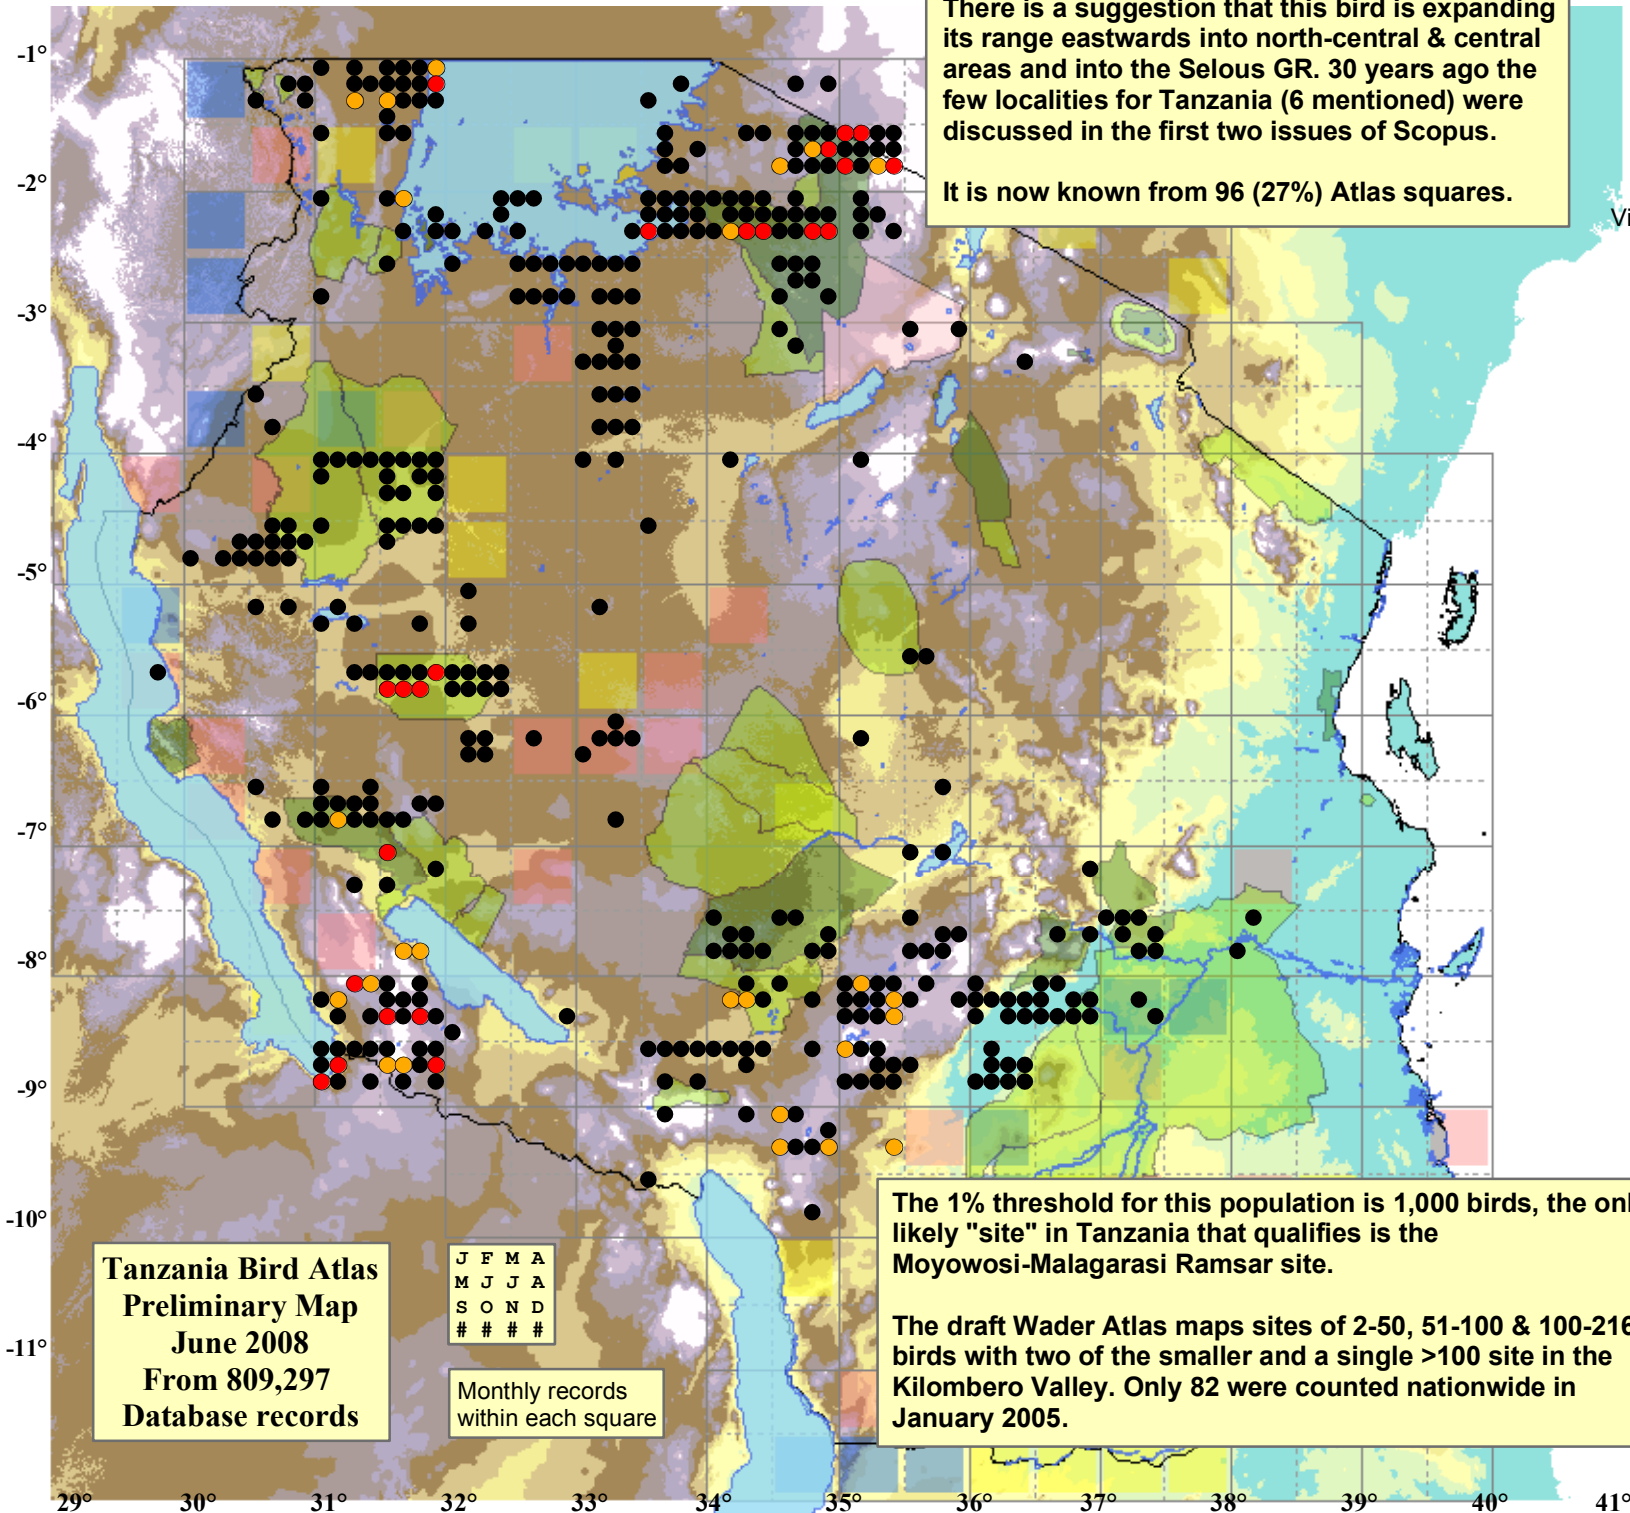 There is a suggestion that this bird is expanding
its range eastwards into north-central & central
areas and into the Selous GR. 30 years ago the
few localities for Tanzania (6 mentioned) were
discussed in the first two issues of Scopus.
It is now known from 96 (27%) Atlas squares.
-1°
-2°
-3°
-4°
-5°
-6°
-7°
-8°
-9°
-10°
-11°
Vi
The 1% threshold for this population is 1,000 birds, the onl
likely "site" in Tanzania that qualifies is the
Moyowosi-Malagarasi Ramsar site.
The draft Wader Atlas maps sites of 2-50, 51-100 & 100-216
birds with two of the smaller and a single >100 site in the
Kilombero Valley. Only 82 were counted nationwide in
January 2005.
Tanzania Bird Atlas
Preliminary Map
June 2008
From 809,297
Database records
J F M A
M J J A
S O N D
# # # #
Monthly records
within each square
29° 30° 31° 32° 33° 34° 35° 36° 37° 38° 39° 40° 41°